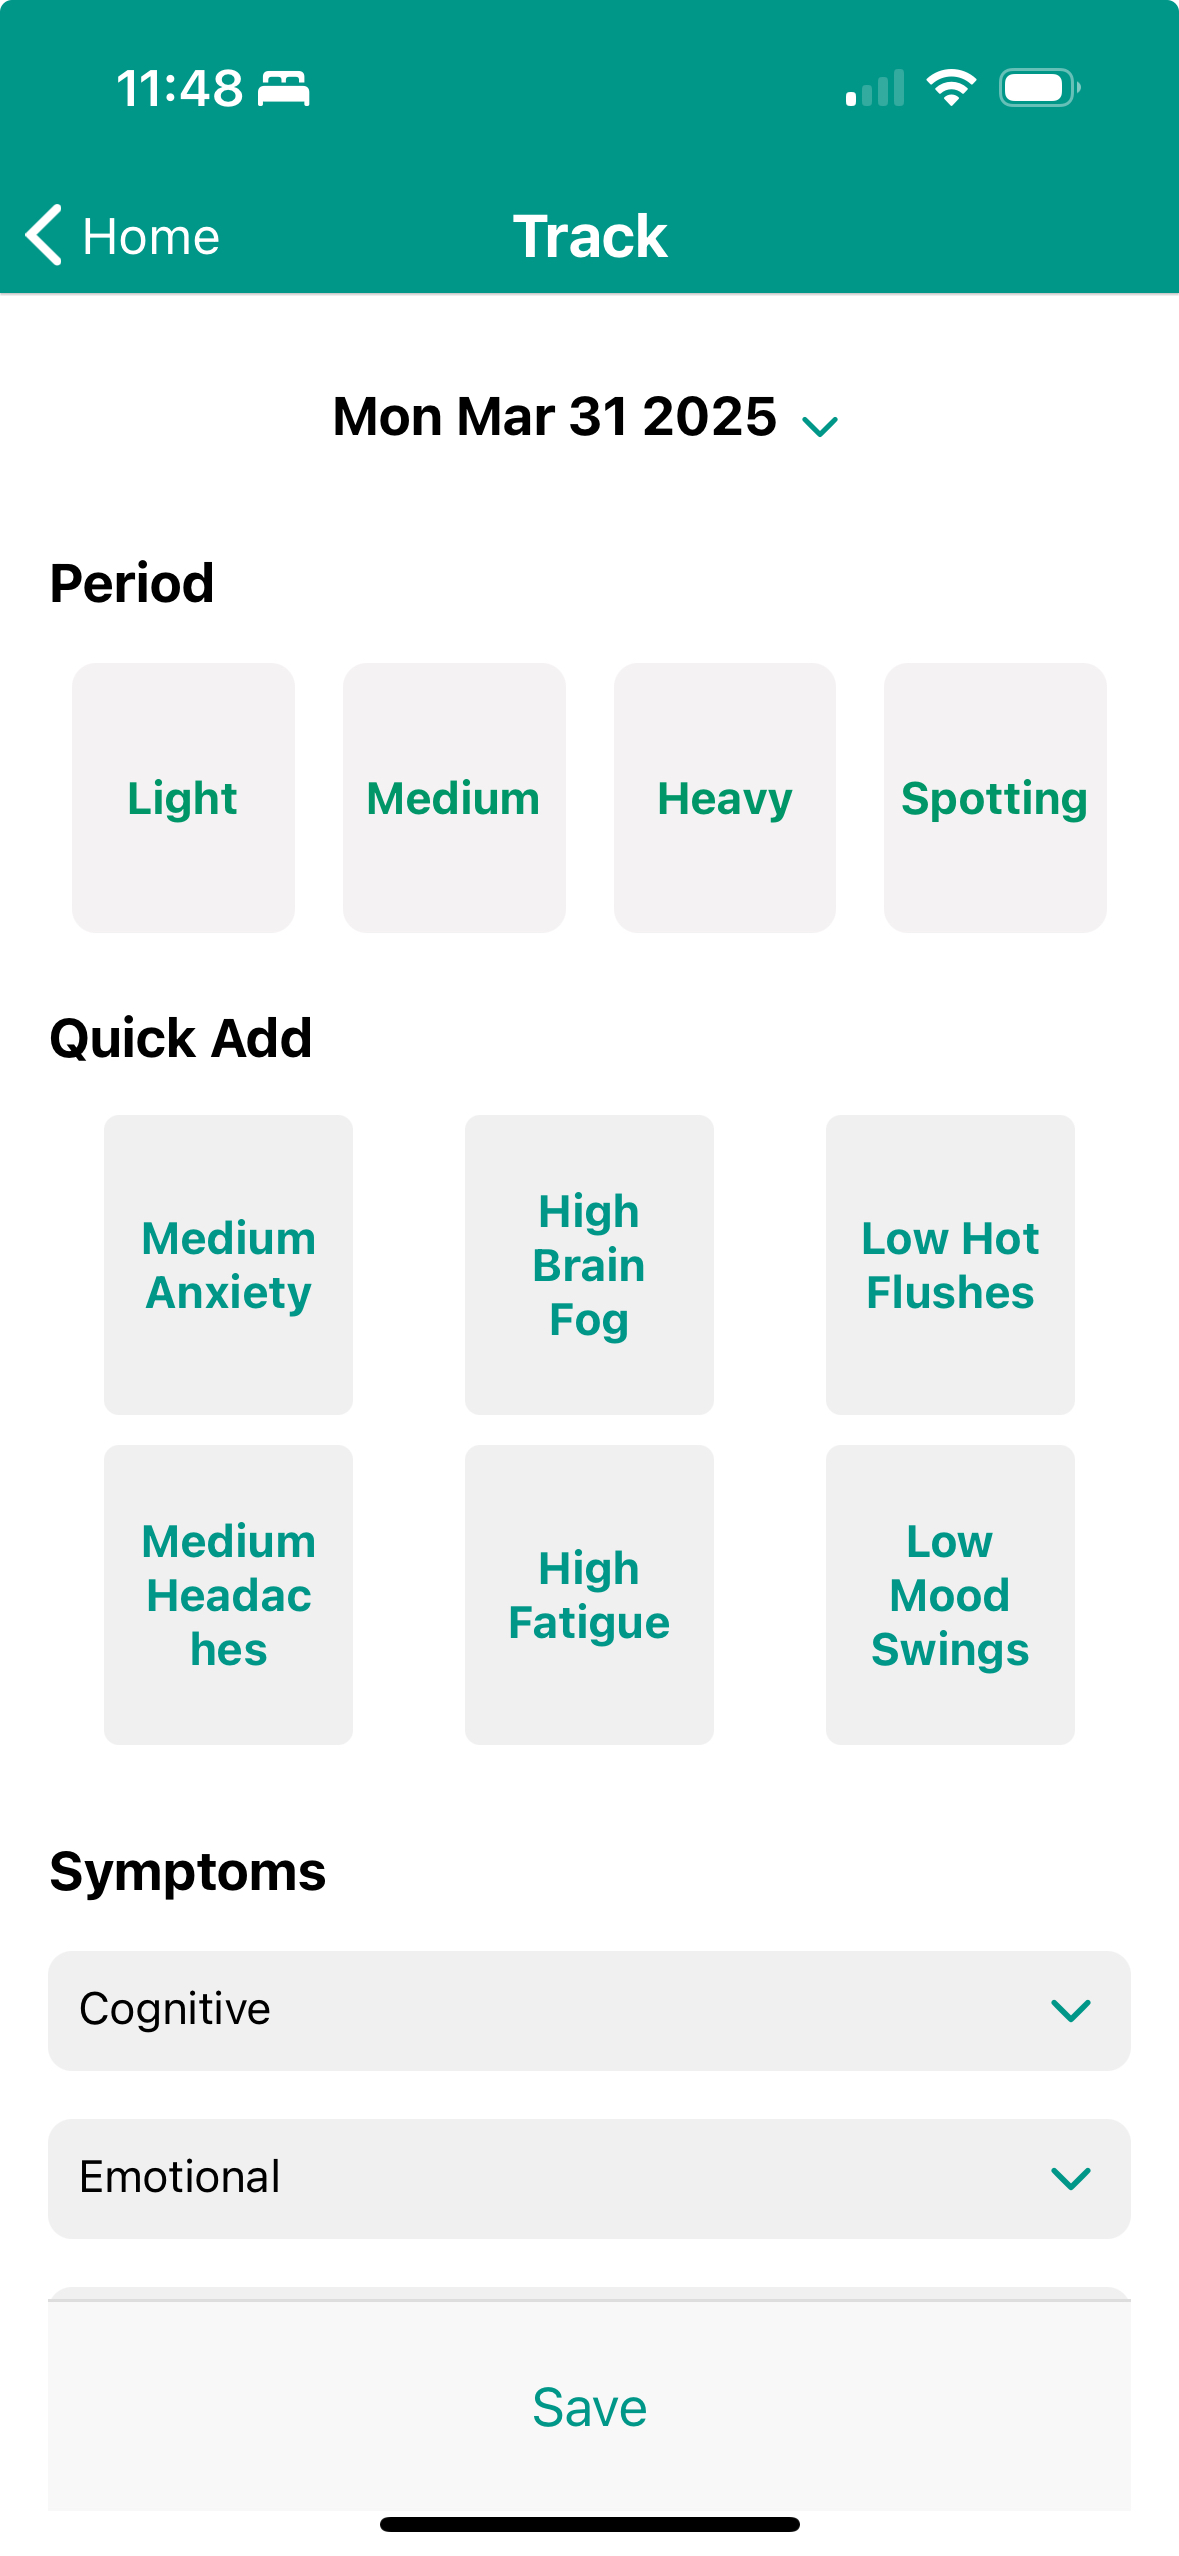 11:48
Home
Track
Mon Mar 31 2025
Period
Light
Medium
Heavy
Spotting
Quick Add
Medium
Anxiety
High
Brain
Fog
Low Hot
Flushes
Medium
Headac
hes
High
Fatigue
Low
Mood
Swings
Symptoms
Cognitive
Emotional
Save